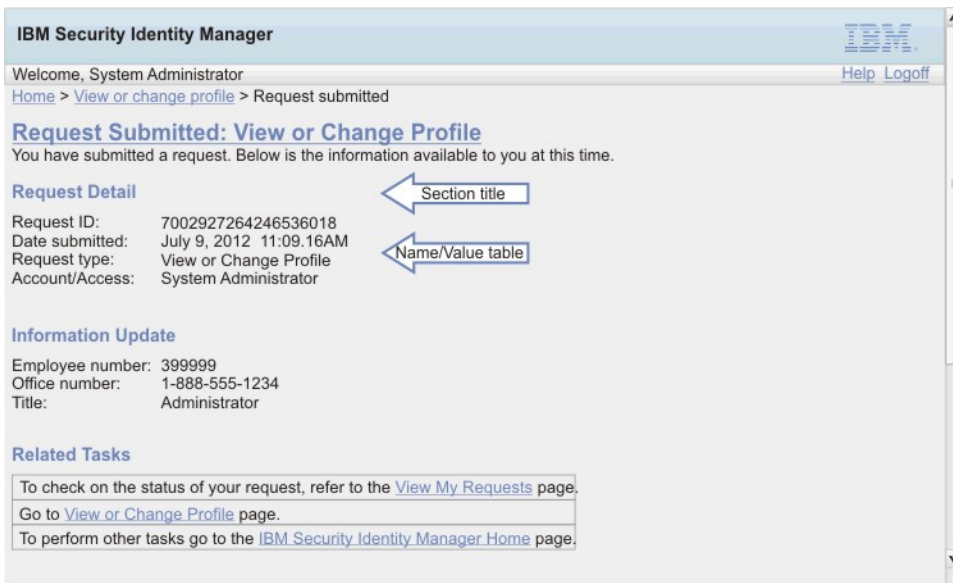 IBM Security Identity Manager
IBM.
Welcome, System Administrator
Help Logoff
Home > View or change profile > Request submitted
Request Submitted: View or Change Profile
You have submitted a request. Below is the information available to you at this time.
Request Detail
Section title
Request ID: 7002927264246536018
Date submitted: July 9, 2012 11:09.16AM
Name/Value table
Request type: View or Change Profile
Account/Access: System Administrator
Information Update
Employee number: 399999
Office number: 1-888-555-1234
Title: Administrator
Related Tasks
To check on the status of your request, refer to the View My Requests page.
Go to View or Change Profile page.
To perform other tasks go to the IBM Security Identity Manager Home page.